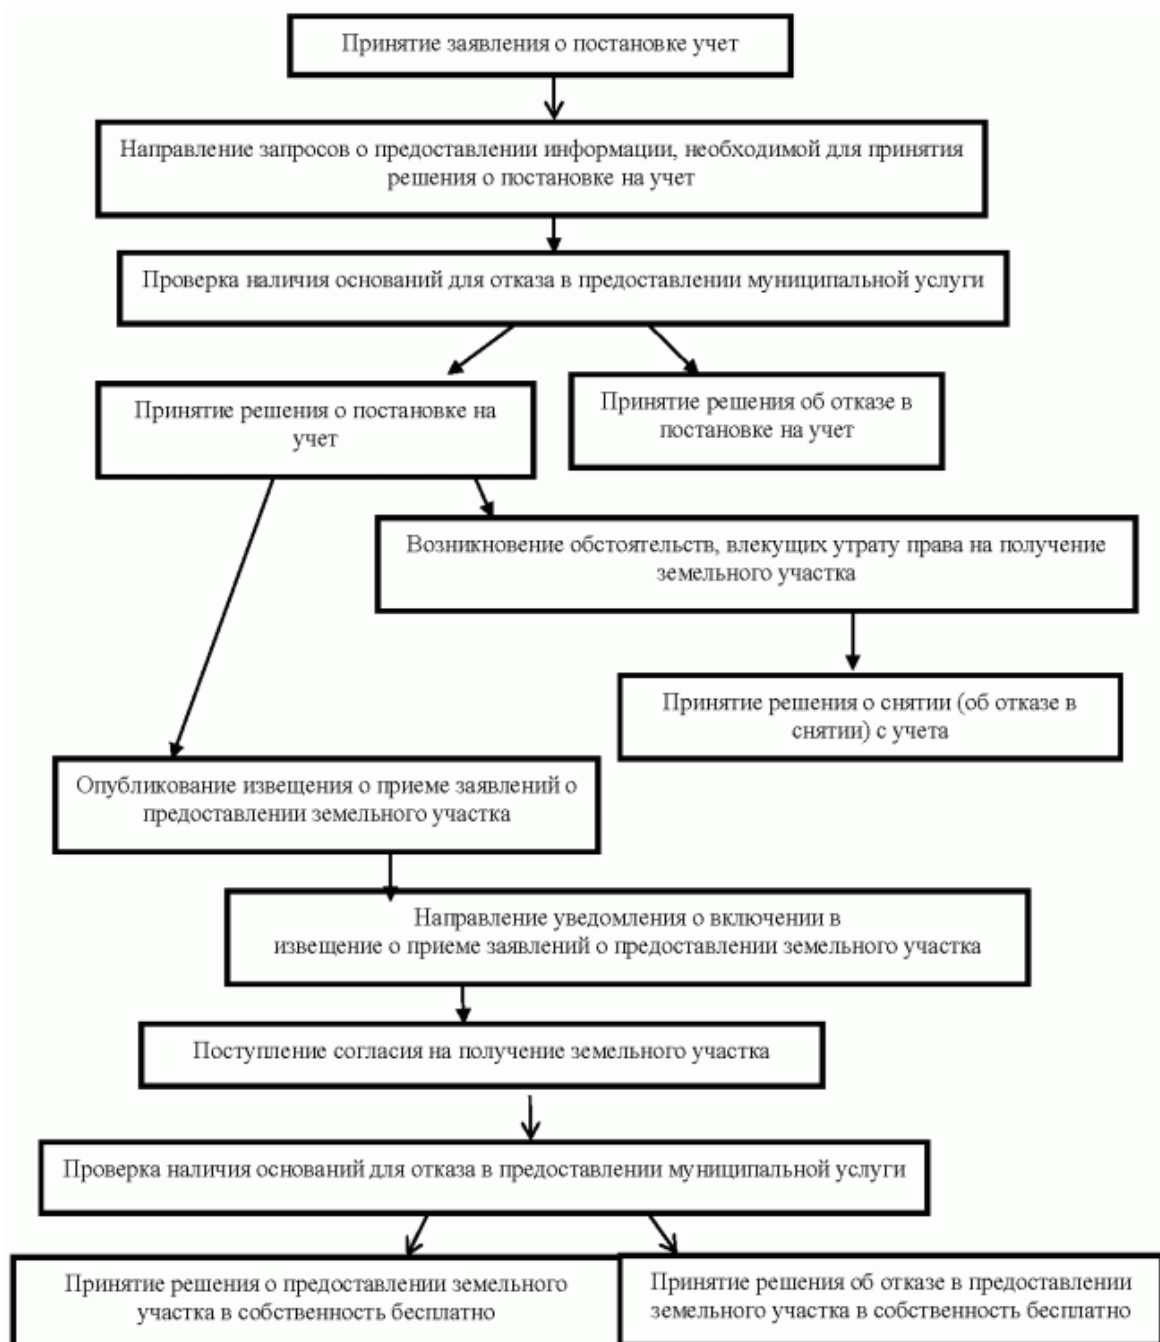 Принятие заявления о постановке учет
Направление запросов о предоставлении информации, необходимой для принятия
решения о постановке на учет
Проверка наличия оснований для отказа в предоставлении муниципальной услуги
Принятие решения о постановке на
учет
Принятие решения об отказе в
постановке на учет
Возникновение обстоятельств, влекущих утрату права на получение
земельного участка
Принятие решения о снятии (об отказе в
снятии) с учета
Опубликование извещения о приеме заявлений о
предоставлении земельного участка
Направление уведомления о включении в
извещение о приеме заявлений о предоставлении земельного участка
Поступление согласия на получение земельного участка
Проверка наличия оснований для отказа в предоставлении муниципальной услуги
Принятие решения о предоставлении земельного
участка в собственность бесплатно
Принятие решения об отказе в предоставлении
земельного участка в собственность бесплатно